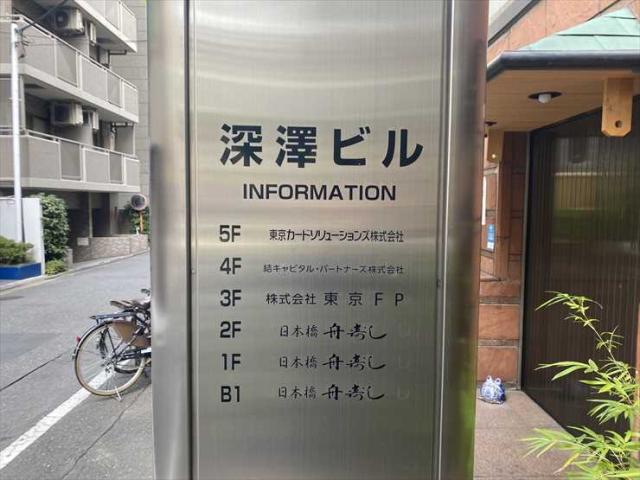 深澤ビル
INFORMATION
5F 東京カードソリューションズ株式会社
4F 結キャピタル・パートナーズ株式会社
3F 株式会社 東京FP
2F 日本橋 舟寿し
1F 日本橋 舟寿し
B1 日本橋 舟寿し